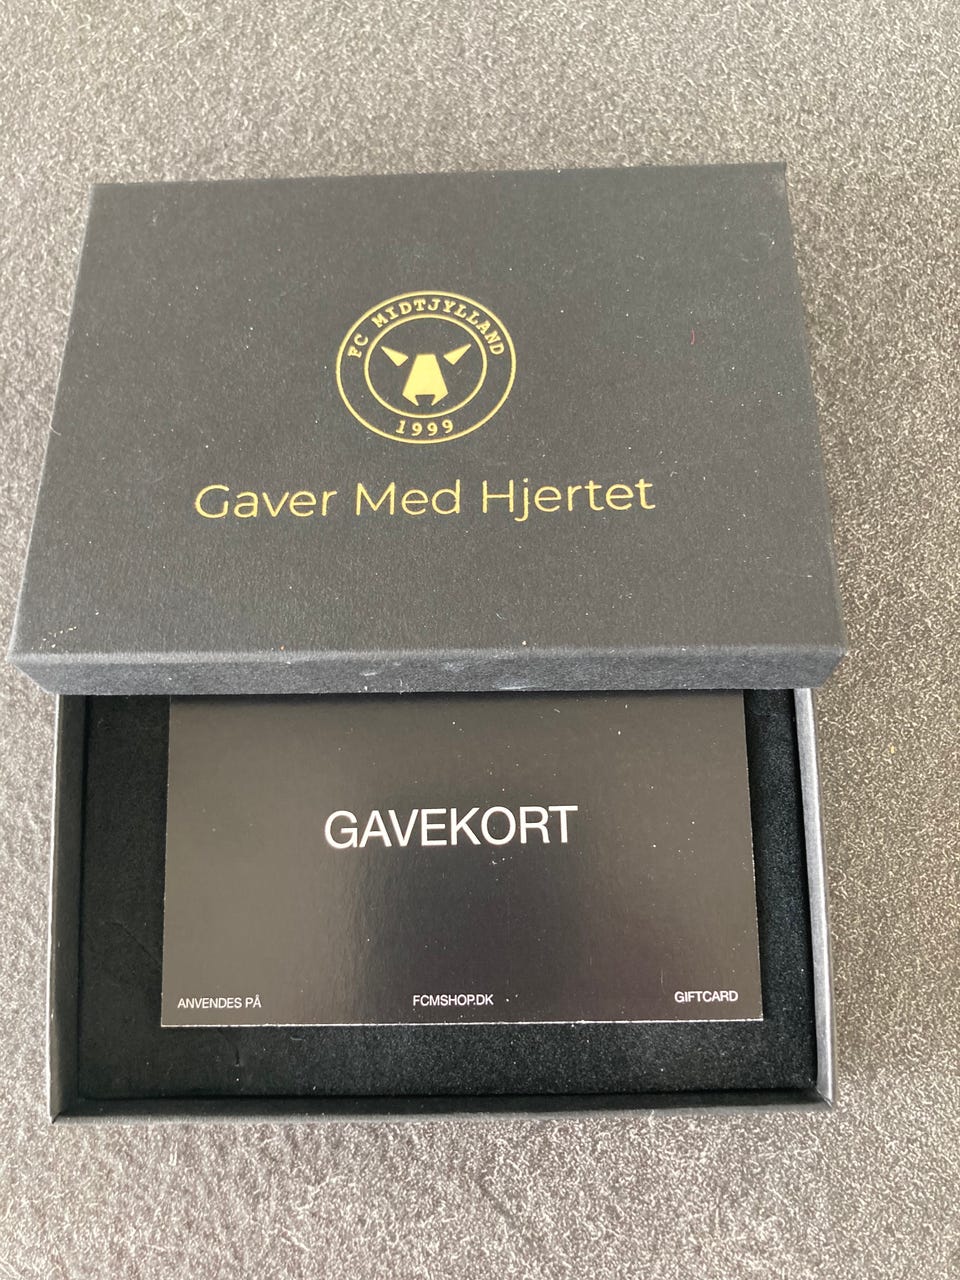 FC MIDTJYLLAND
1999
Gaver Med Hjertet
GAVEKORT
ANVENDES PÅ FCMSHOP.DK GIFTCARD